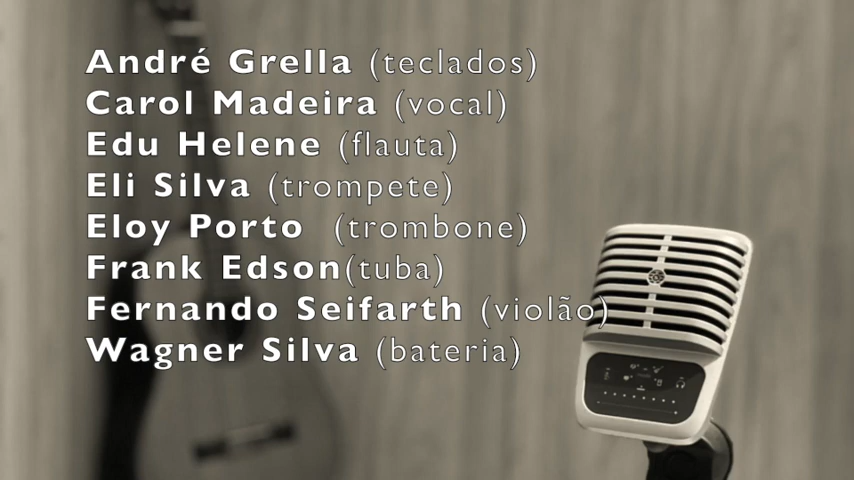 André Grella (teclados)
Carol Madeira (vocal)
Edu Helene (flauta)
Eli Silva (trompete)
Eloy Porto (trombone)
Frank Edson(tuba)
Fernando Seifarth (violão)
Wagner Silva (bateria)